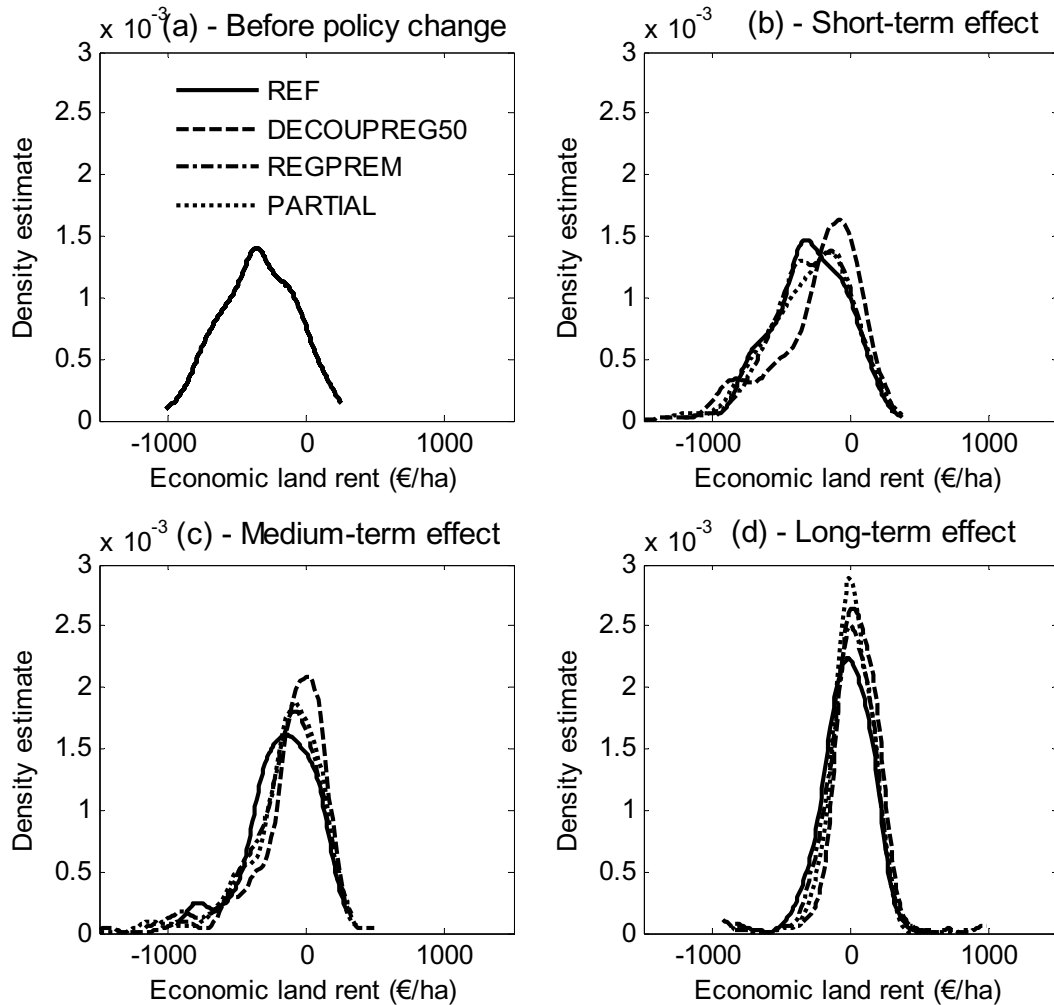 x 10-3 (a) - Before policy change
3
2.5
2
1.5
1
0.5
0
Density estimate
REF
DECOUPREG50
REGPREM
PARTIAL
-1000 0 1000
Economic land rent (€/ha)
x 10-3 (b) - Short-term effect
3
2.5
2
1.5
1
0.5
0
Density estimate
-1000 0 1000
Economic land rent (€/ha)
x 10-3 (c) - Medium-term effect
3
2.5
2
1.5
1
0.5
0
Density estimate
-1000 0 1000
Economic land rent (€/ha)
x 10-3 (d) - Long-term effect
3
2.5
2
1.5
1
0.5
0
Density estimate
-1000 0 1000
Economic land rent (€/ha)